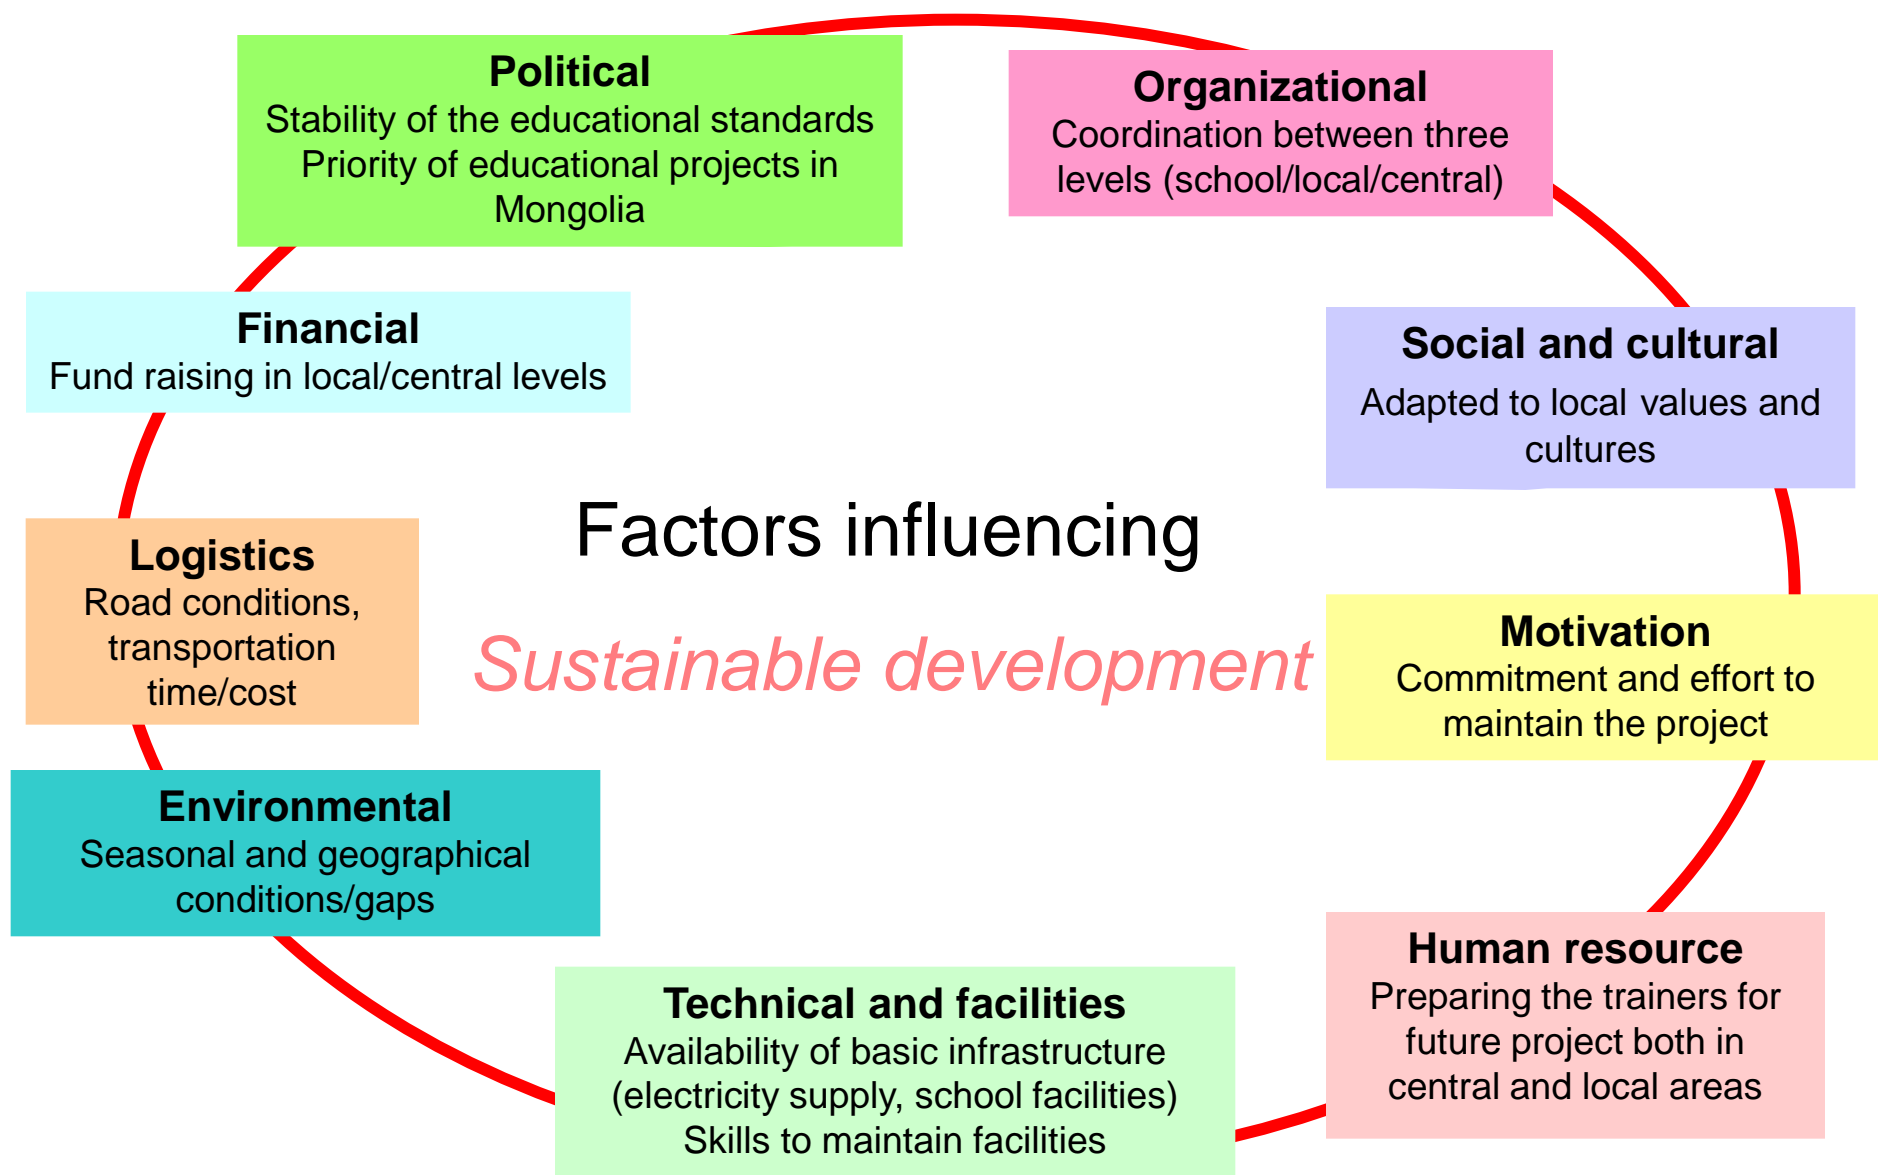 Political
Stability of the educational standards
Priority of educational projects in
Mongolia
Organizational
Coordination between three
levels (school/local/central)
Financial
Fund raising in local/central levels
Social and cultural
Adapted to local values and
cultures
Factors influencing
Sustainable development
Logistics
Road conditions,
transportation
time/cost
Motivation
Commitment and effort to
maintain the project
Environmental
Seasonal and geographical
conditions/gaps
Human resource
Preparing the trainers for
future project both in
central and local areas
Technical and facilities
Availability of basic infrastructure
(electricity supply, school facilities)
Skills to maintain facilities